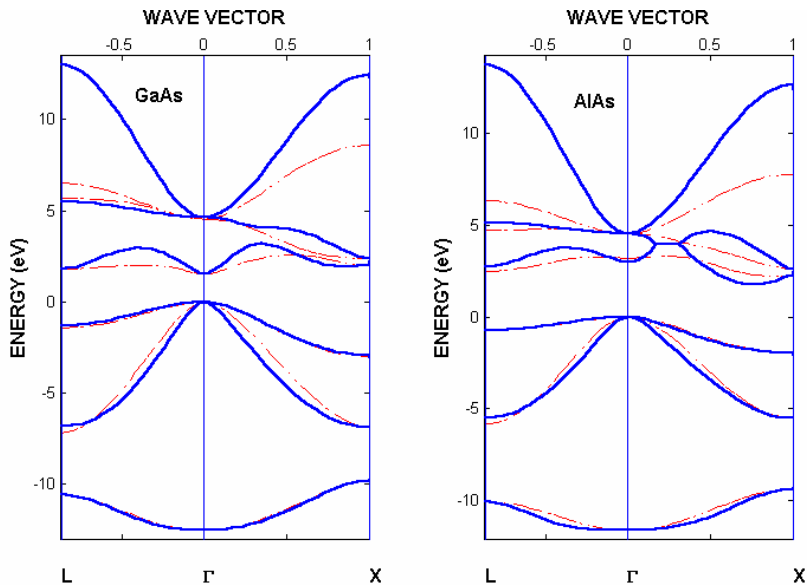 WAVE VECTOR
-0.5 0 0.5 1
GaAs
10
5
0
-5
-10
ENERGY (eV)
L Γ X
WAVE VECTOR
-0.5 0 0.5 1
AlAs
10
5
0
-5
-10
ENERGY (eV)
L Γ X